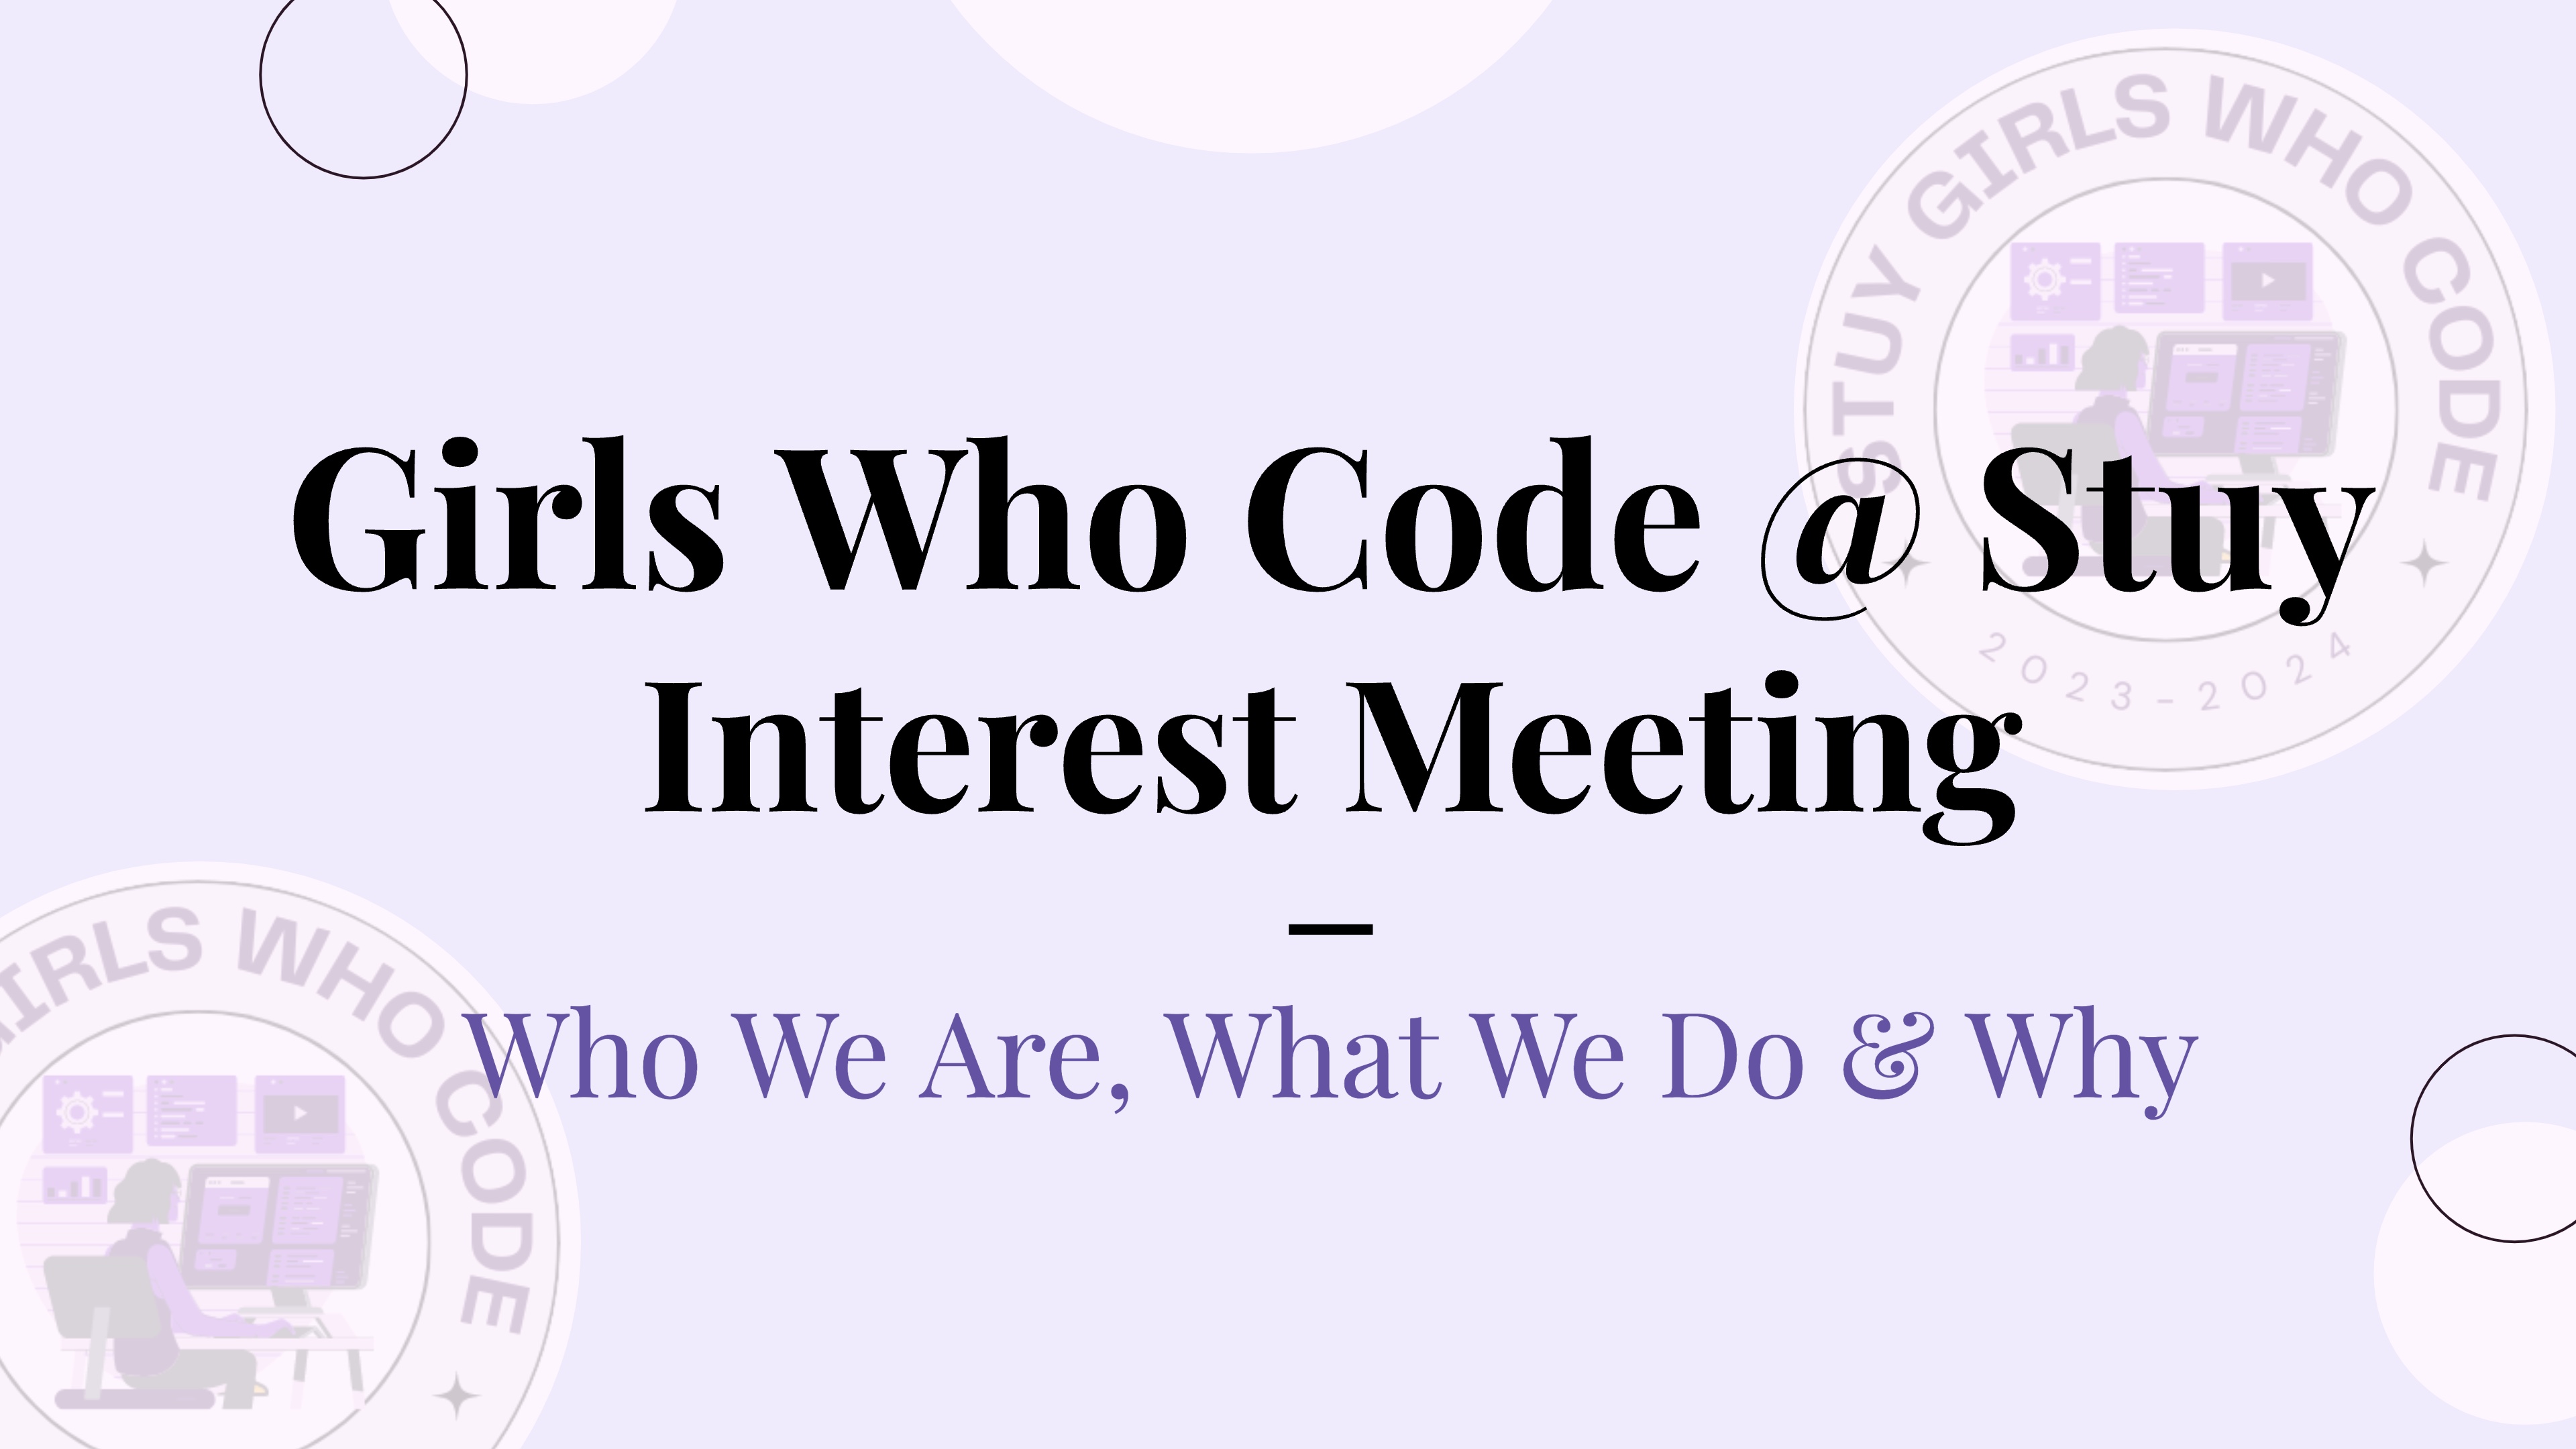 STUY GIRLS WHO CODE
Girls Who Code @ Stuy
Interest Meeting
2023-2024
Who We Are, What We Do & Why
GIRLS WHO CODE